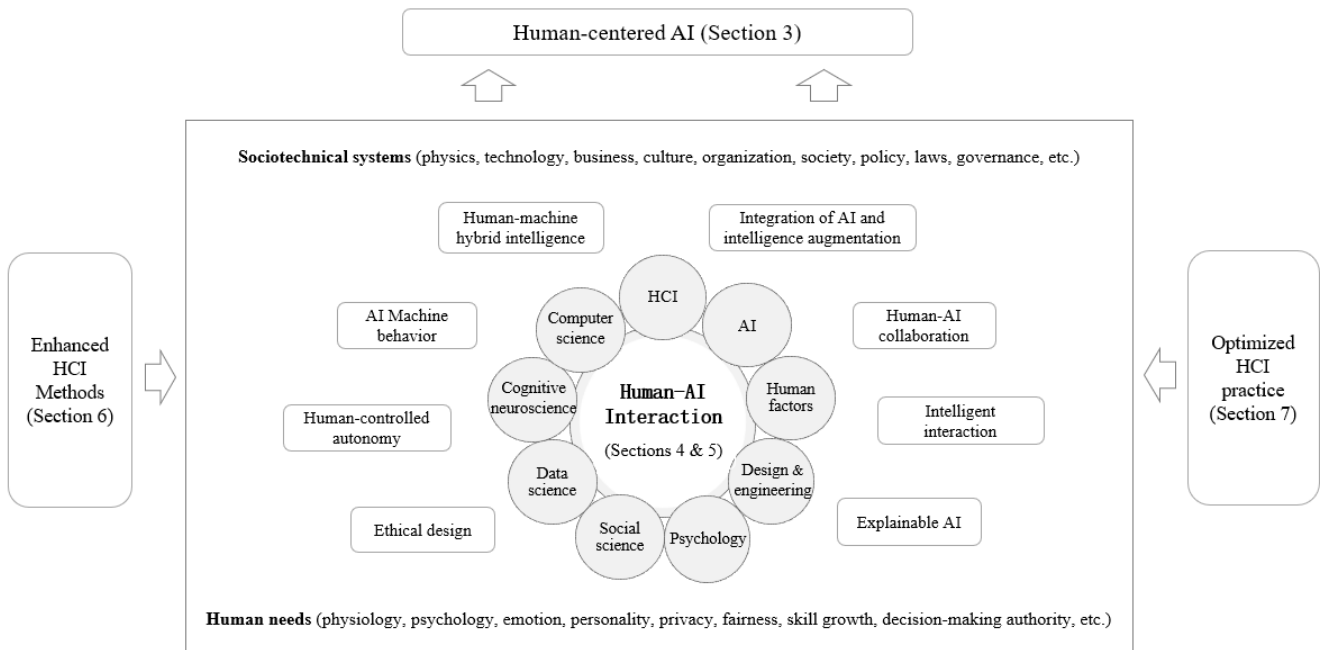 Human-centered AI (Section 3)
Sociotechnical systems (physics, technology, business, culture, organization, society, policy, laws, governance, etc.)
Human-machine
hybrid intelligence
Integration of AI and
intelligence augmentation
Enhanced
HCI
Methods
(Section 6)
AI Machine
behavior
Human-controlled
autonomy
Ethical design
HCI
Computer
science
AI
Cognitive
neuroscience
Human
factors
Human-AI
Interaction
(Sections 4 & 5)
Data
science
Design &
engineering
Social
science
Psychology
Human-AI
collaboration
Intelligent
interaction
Explainable AI
Optimized
HCI
practice
(Section 7)
Human needs (physiology, psychology, emotion, personality, privacy, fairness, skill growth, decision-making authority, etc.)